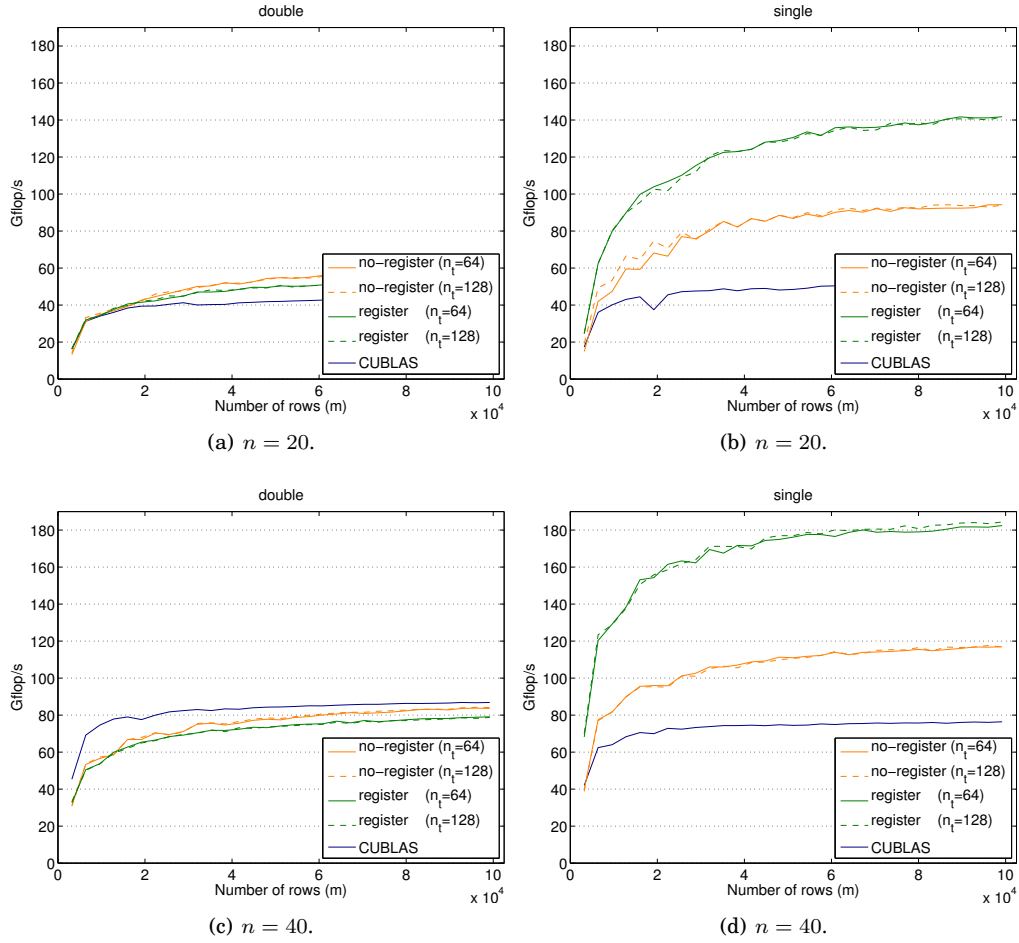 double
Gflop/s
180
160
140
120
100
80
60
40
20
0
0 2 4 6 8 10
x 10^4
Number of rows (m)
no−register (n_t=64)
no−register (n_t=128)
register (n_t=64)
register (n_t=128)
CUBLAS
(a) n = 20.
single
Gflop/s
180
160
140
120
100
80
60
40
20
0
0 2 4 6 8 10
x 10^4
Number of rows (m)
no−register (n_t=64)
no−register (n_t=128)
register (n_t=64)
register (n_t=128)
CUBLAS
(b) n = 20.
double
Gflop/s
180
160
140
120
100
80
60
40
20
0
0 2 4 6 8 10
x 10^4
Number of rows (m)
no−register (n_t=64)
no−register (n_t=128)
register (n_t=64)
register (n_t=128)
CUBLAS
(c) n = 40.
single
Gflop/s
180
160
140
120
100
80
60
40
20
0
0 2 4 6 8 10
x 10^4
Number of rows (m)
no−register (n_t=64)
no−register (n_t=128)
register (n_t=64)
register (n_t=128)
CUBLAS
(d) n = 40.